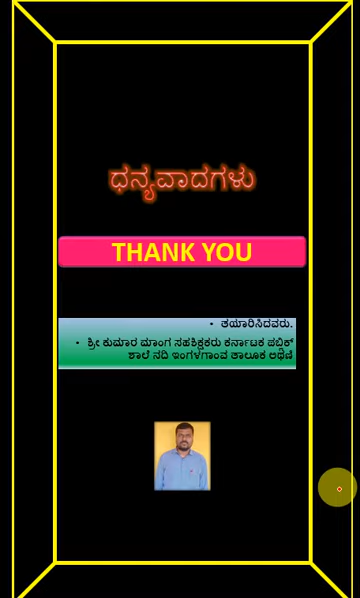 ಧನ್ಯವಾದಗಳು
THANK YOU
• ತಯಾರಿಸಿದವರು.
• ಶ್ರೀ ಕುಮಾರ ಮಾಂಗ ಸಹಶಿಕ್ಷಕರು ಕರ್ನಾಟಕ ಪಬ್ಲಿಕ್
ಶಾಲೆ ನದಿ ಇಂಗಳಗಾಂವ ತಾಲೂಕ ಅಥಣಿ